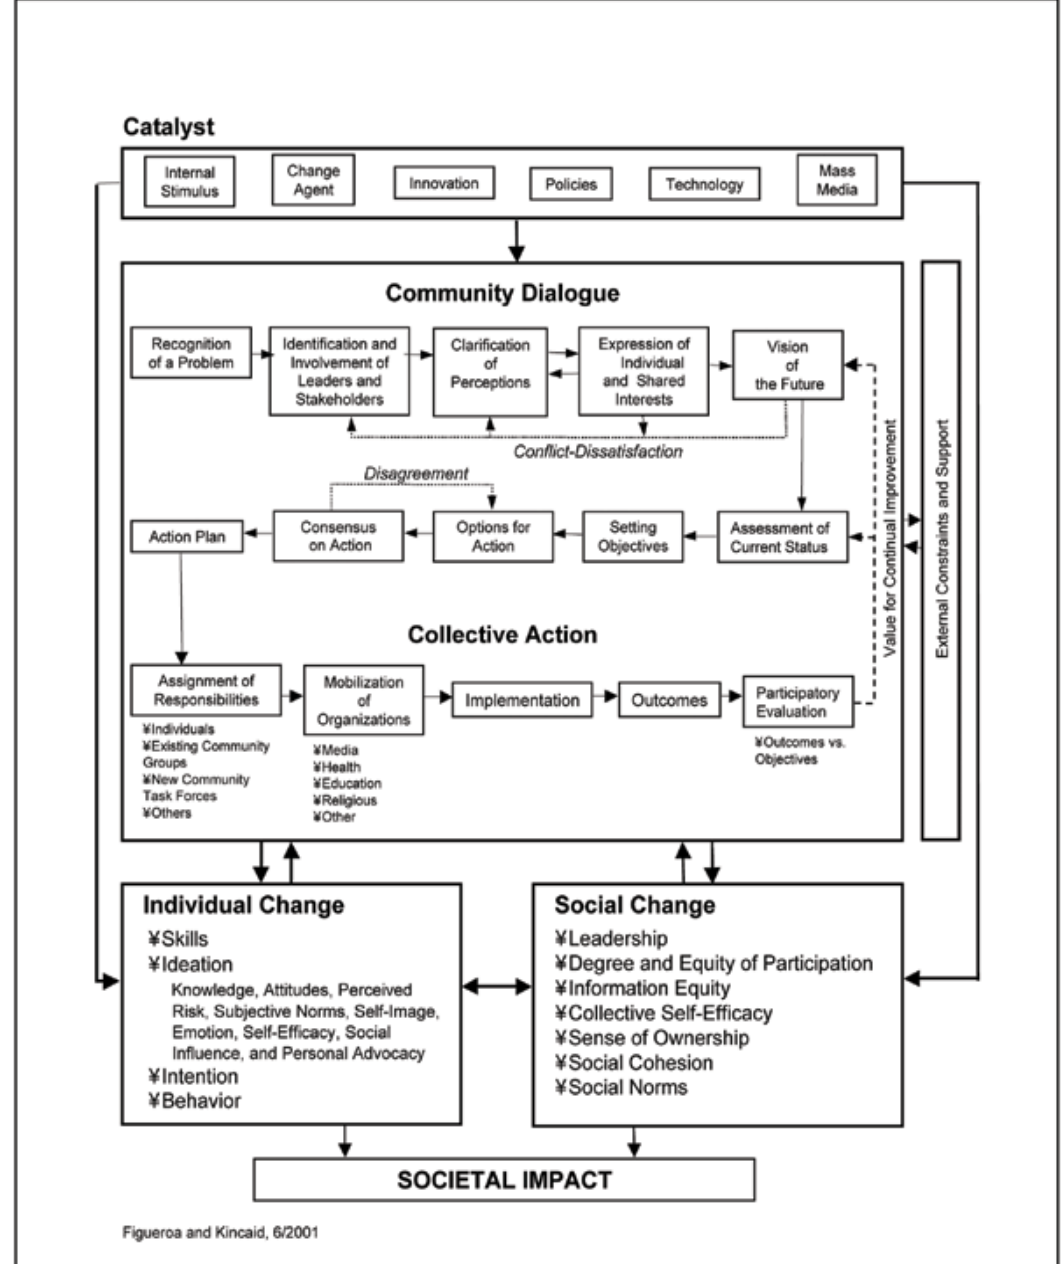 Catalyst
Internal
Stimulus
Change
Agent
Innovation
Policies
Technology
Mass
Media
Community Dialogue
Recognition
of a Problem
Identification and
Involvement of
Leaders and
Stakeholders
Clarification
of
Perceptions
Expression of
Individual
and Shared
Interests
Vision
of
the Future
Conflict-Dissatisfaction
Disagreement
Action Plan
Consensus
on Action
Options for
Action
Setting
Objectives
Assessment of
Current Status
Value for Continual Improvement
External Constraints and Support
Collective Action
Assignment of
Responsibilities
¥Individuals
¥Existing Community
Groups
¥New Community
Task Forces
¥Others
Mobilization
of
Organizations
¥Media
¥Health
¥Education
¥Religious
¥Other
Implementation
Outcomes
Participatory
Evaluation
¥Outcomes vs.
Objectives
Individual Change
¥Skills
¥Ideation
Knowledge, Attitudes, Perceived
Risk, Subjective Norms, Self-Image,
Emotion, Self-Efficacy, Social
Influence, and Personal Advocacy
¥Intention
¥Behavior
Social Change
¥Leadership
¥Degree and Equity of Participation
¥Information Equity
¥Collective Self-Efficacy
¥Sense of Ownership
¥Social Cohesion
¥Social Norms
SOCIETAL IMPACT
Figueroa and Kincaid, 6/2001